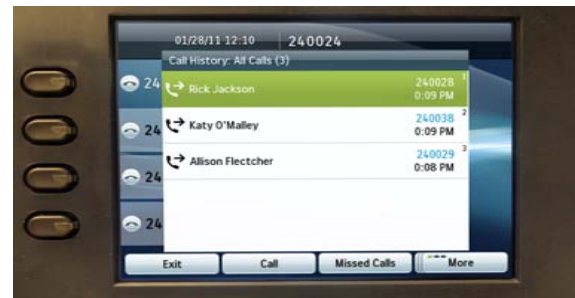 01/28/11 12:10 240024
Call History: All Calls (3)
24 Rick Jackson 240028 1
0:09 PM
24 Katy O'Malley 240038 2
0:09 PM
24 Allison Flectcher 240029 3
0:08 PM
24
Exit Call Missed Calls More